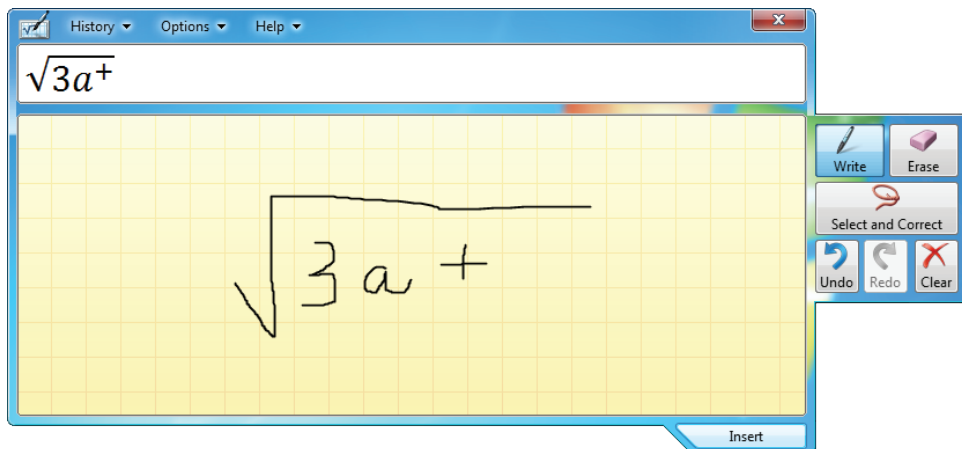 History Options Help
√3a⁺
Write Erase
Select and Correct
√3a +
Undo Redo Clear
Insert